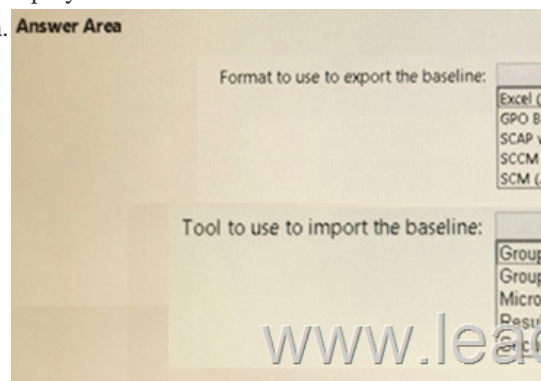 Answer Area
Format to use to export the baseline:
Excel (
GPO B
SCAP v
SCCM
SCM (.
Tool to use to import the baseline:
Group
Group
Micro
Resul
www.lea